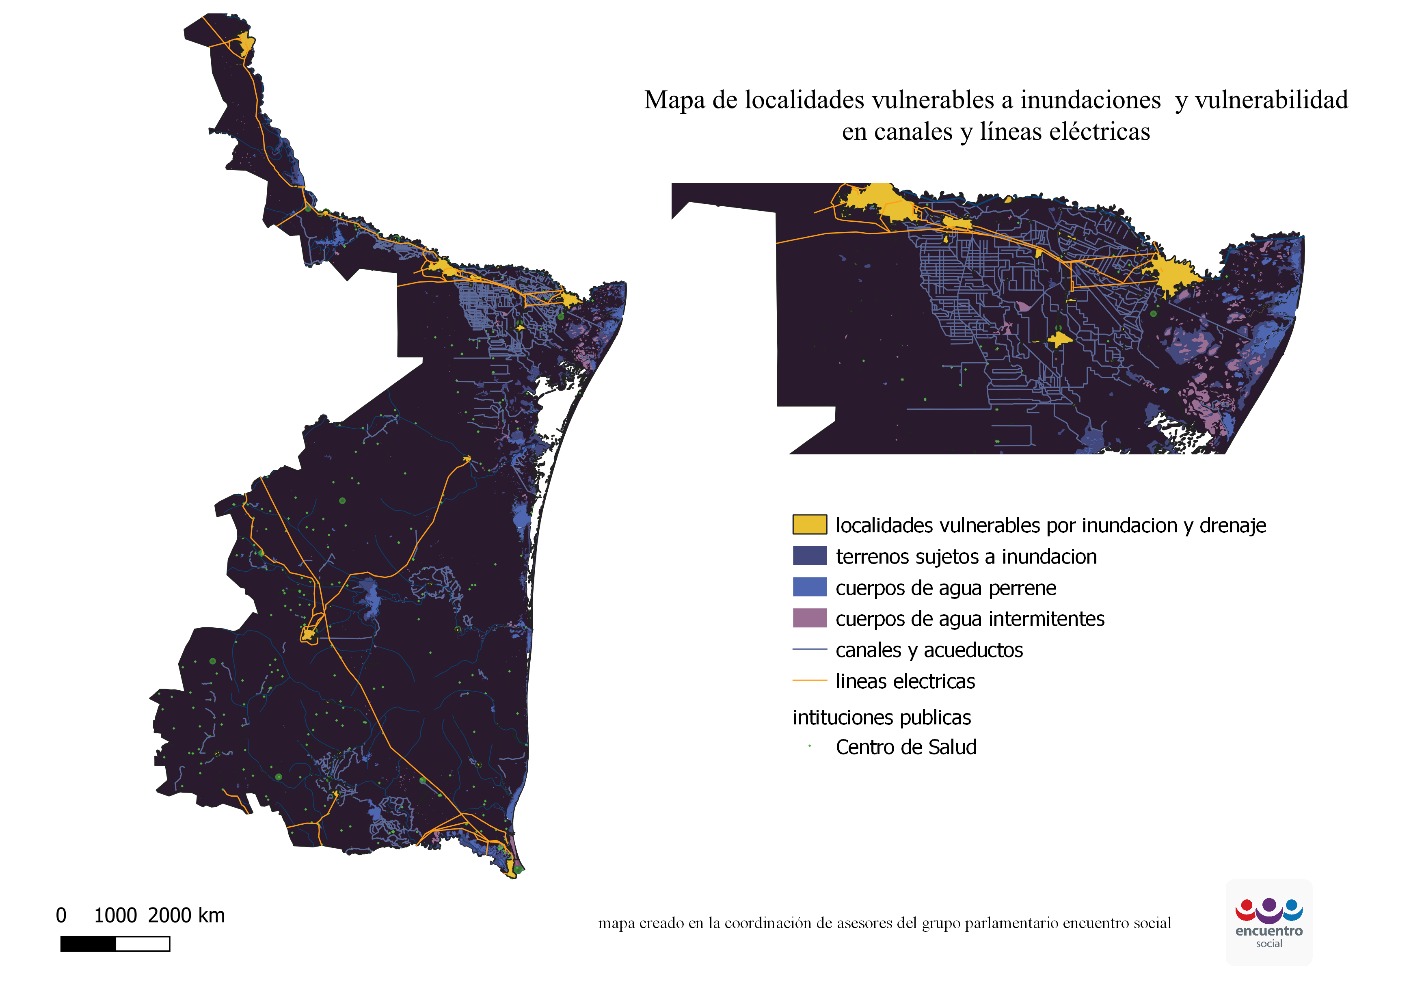 Mapa de localidades vulnerables a inundaciones  y vulnerabilidad
en canales y líneas eléctricas
localidades vulnerables por inundacion y drenaje
terrenos sujetos a inundacion
cuerpos de agua perrene
cuerpos de agua intermitentes
canales y acueductos
lineas electricas
intituciones publicas
Centro de Salud
0 1000 2000 km
mapa creado en la coordinación de asesores del grupo parlamentario encuentro social
encuentro
social